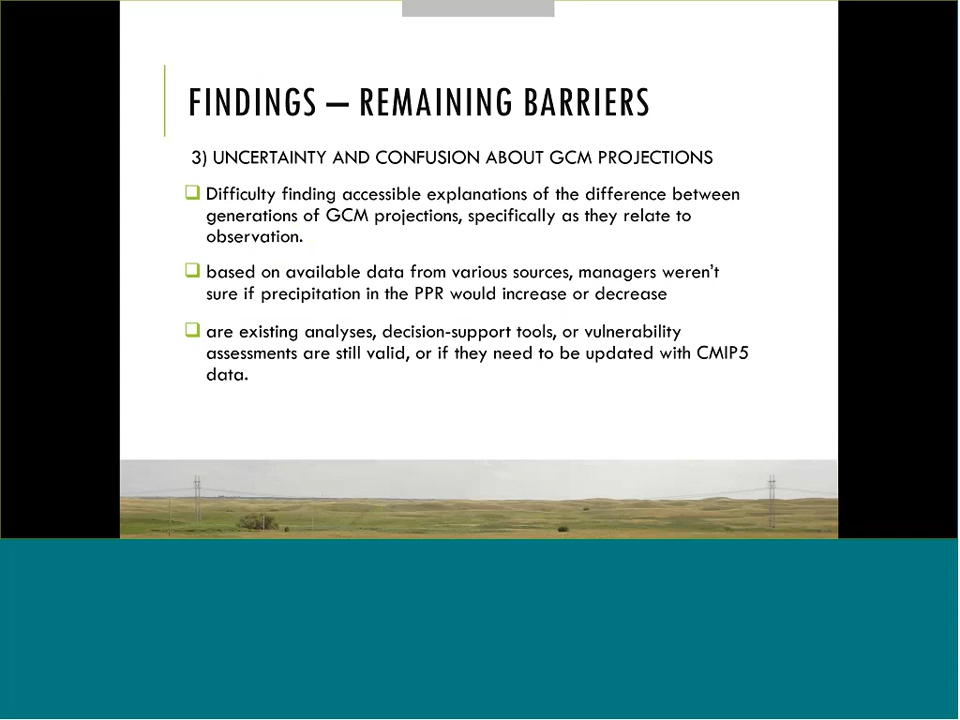 FINDINGS – REMAINING BARRIERS
3) UNCERTAINTY AND CONFUSION ABOUT GCM PROJECTIONS
Difficulty finding accessible explanations of the difference between
generations of GCM projections, specifically as they relate to
observation.
based on available data from various sources, managers weren't
sure if precipitation in the PPR would increase or decrease
are existing analyses, decision-support tools, or vulnerability
assessments are still valid, or if they need to be updated with CMIP5
data.